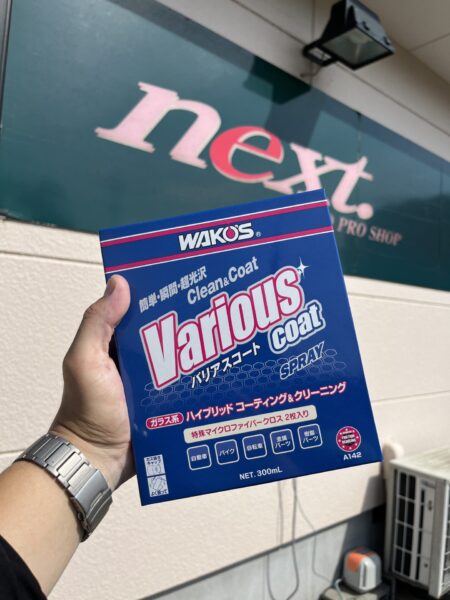 next.
PRO SHOP
WAKO'S®
簡単・瞬間・超光沢
Clean&Coat
Various
coat
バリアスコート
SPRAY
ガラス系 ハイブリッド コーティング&クリーニング
特殊マイクロファイバークロス 2枚入り
自動車 バイク 自転車 金属パーツ 樹脂パーツ
NET. 300mL
A142